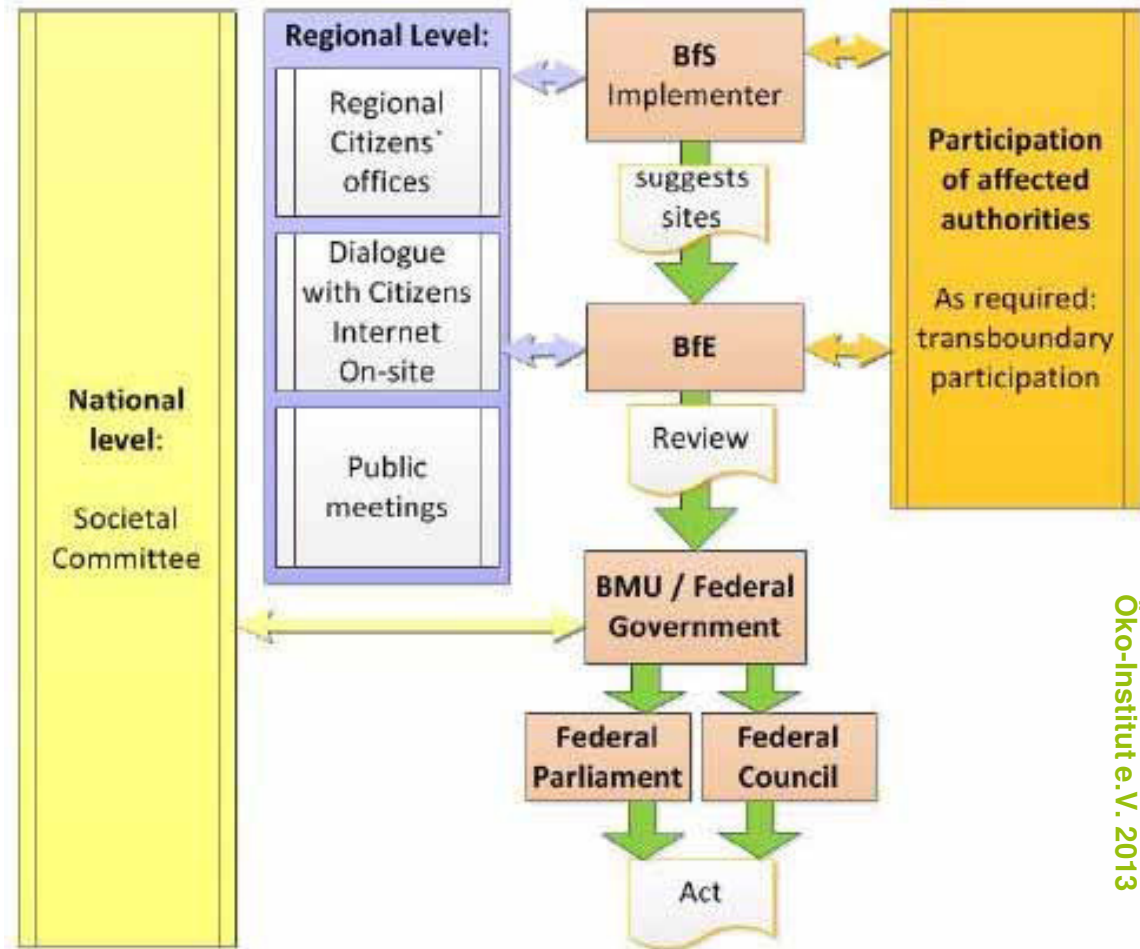 National
level:
Societal
Committee
Regional Level:
Regional
Citizens`
offices
Dialogue
with Citizens
Internet
On-site
Public
meetings
BfS
Implementer
suggests
sites
BfE
Review
BMU / Federal
Government
Federal
Parliament
Federal
Council
Act
Participation
of affected
authorities
As required:
transboundary
participation
Öko-Institut e.V. 2013